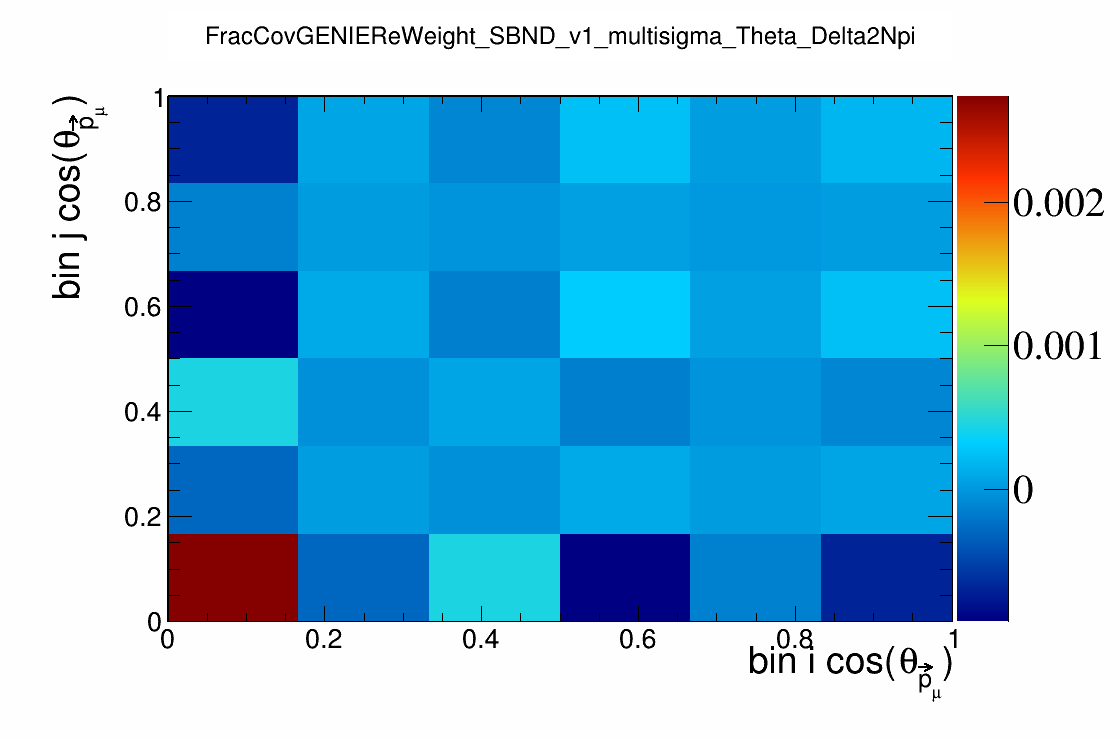 FracCovGENIEReWeight_SBND_v1_multisigma_Theta_Delta2Npi
bin j cos(θp⃗μ)
1
0.8
0.6
0.4
0.2
0
0 0.2 0.4 0.6 0.8 1
bin i cos(θp⃗μ)
0.002
0.001
0